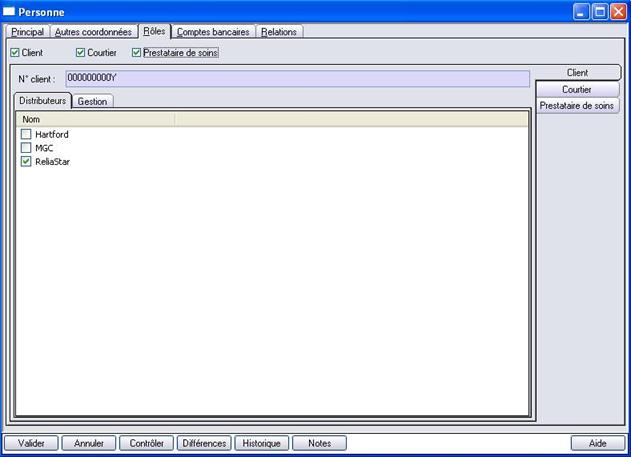 Personne
Principal Autres coordonnées Rôles Comptes bancaires Relations
Client Courtier Prestataire de soins
N° client : 000000000Y
Client
Courtier
Prestataire de soins
Distributeurs Gestion
Nom
Hartford
MGC
ReliaStar
Valider Annuler Contrôler Différences Historique Notes Aide